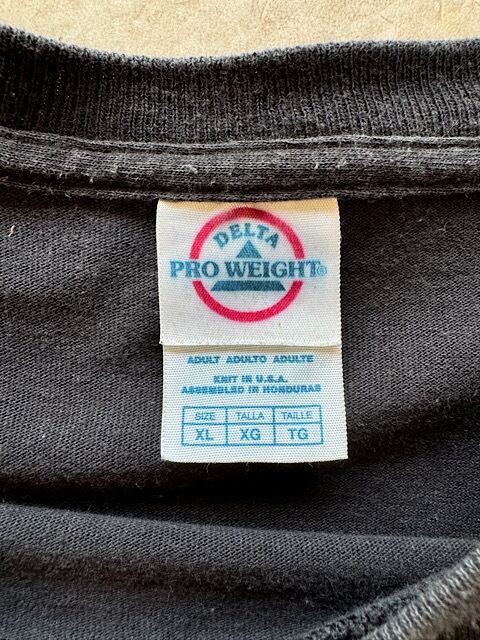 DELTA
PRO WEIGHT®
ADULT ADULTO ADULTE
KNIT IN U.S.A.
ASSEMBLED IN HONDURAS
SIZE TALLA TAILLE
XL XG TG